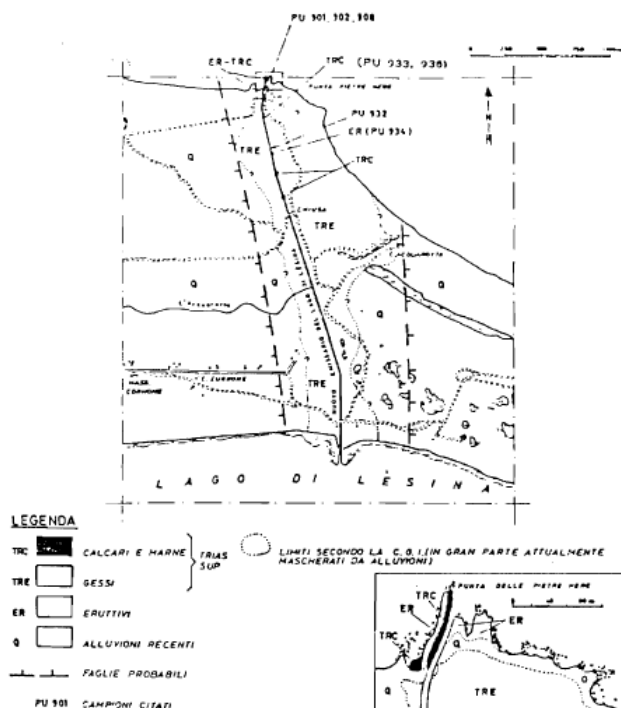 PU 901, 902, 908
ER-TRC
TRC (PU 933, 936)
PUNTA PIETRE NERE
PU 932
ER (PU 934)
TRE
TRC
Q
CHIUSA
TRE
Q
Q
Q
Q
TRE
Q
Q
MASS.
LAGO DI LESINA
LEGENDA
TRC CALCARI E MARNE
TRE GESSI
TRIAS SUP
ER ERUTTIVI
Q ALLUVIONI RECENTI
FAGLIE PROBABILI
PU 901 CAMPIONI CITATI
LIMITI SECONDO LA C.G.I. (IN GRAN PARTE ATTUALMENTE
MASCHERATI DA ALLUVIONI)
PUNTA DELLE PIETRE NERE
TRC
ER
ER
TRC
Q
Q
Q
TRE